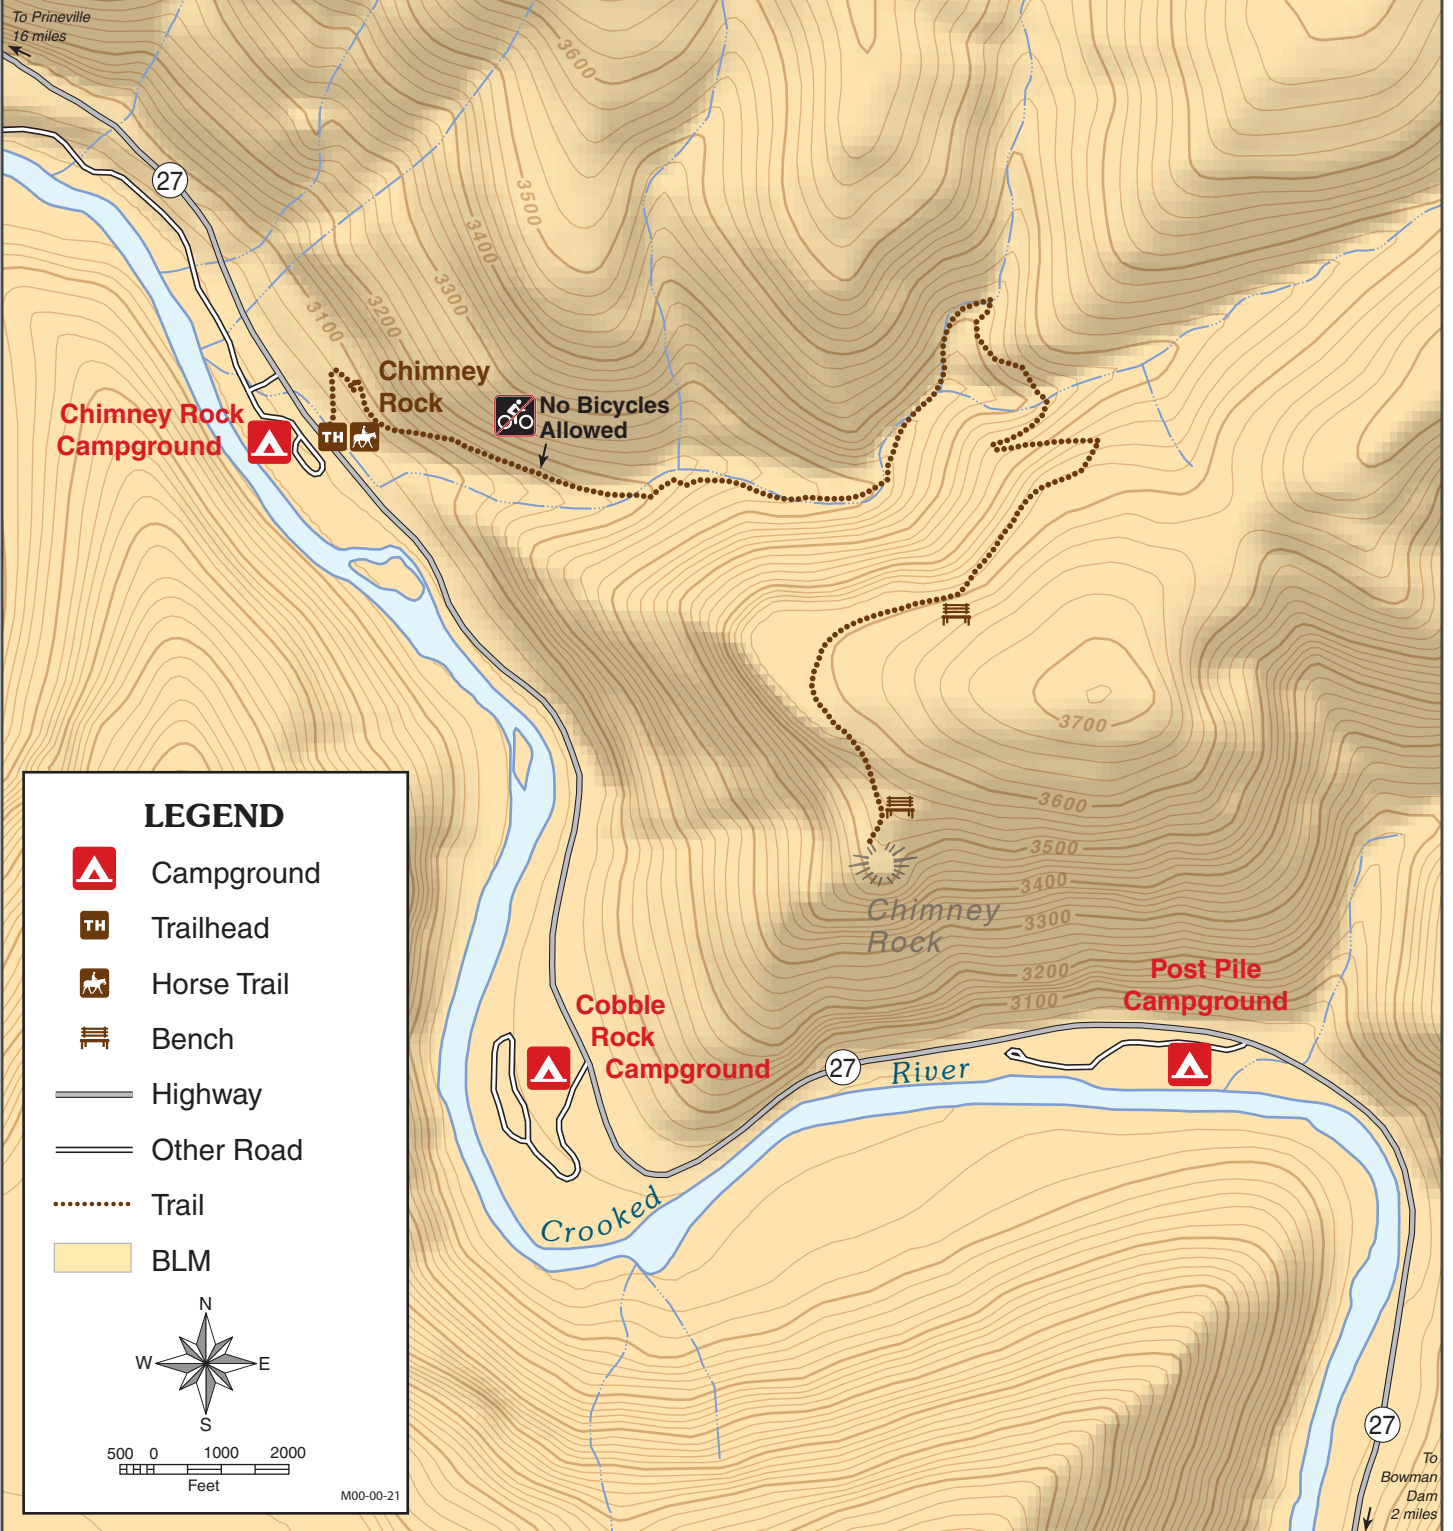 To Prineville
16 miles
3600
27
3500
3400
3300
3200
3100
Chimney
Rock
No Bicycles
Allowed
Chimney Rock
Campground
TH
3700
3600
3500
3400
3300
3200
3100
Chimney
Rock
Post Pile
Campground
Cobble
Rock
Campground
27
River
Crooked
27
To
Bowman
Dam
2 miles
LEGEND
Campground
TH Trailhead
Horse Trail
Bench
Highway
Other Road
Trail
BLM
N
W E
S
500 0 1000 2000
Feet
M00-00-21